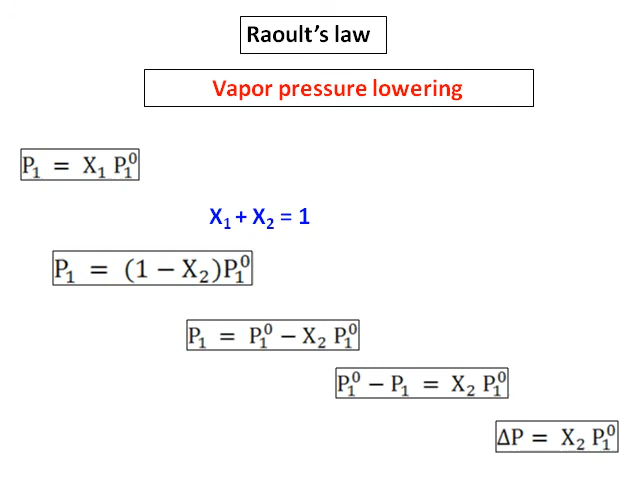 Raoult's law
Vapor pressure lowering
P₁ = X₁ P₁⁰
X₁ + X₂ = 1
P₁ = (1 − X₂)P₁⁰
P₁ = P₁⁰ − X₂ P₁⁰
P₁⁰ − P₁ = X₂ P₁⁰
ΔP = X₂ P₁⁰